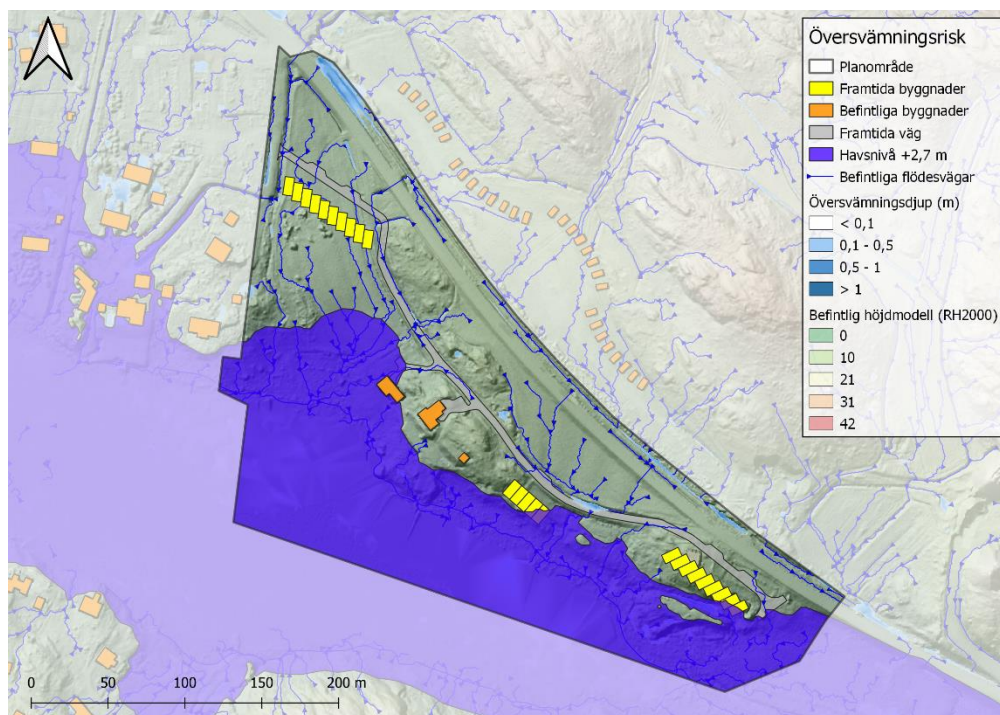 Översvämningsrisk
Planområde
Framtida byggnader
Befintliga byggnader
Framtida väg
Havsnivå +2,7 m
Befintliga flödesvägar
Översvämningsdjup (m)
< 0,1
0,1 - 0,5
0,5 - 1
> 1
Befintlig höjdmodell (RH2000)
0
10
21
31
42
0 50 100 150 200 m